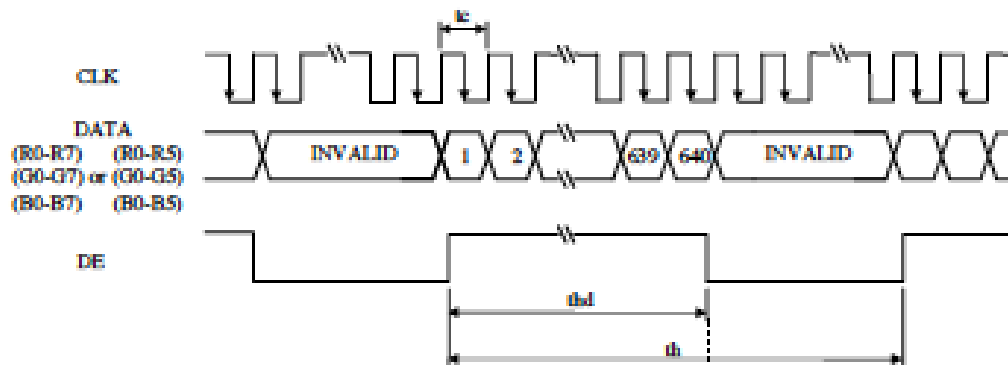 tc
CLK
DATA
(R0-R7) (R0-R5)
(G0-G7) or (G0-G5)
(B0-B7) (B0-B5)
INVALID 1 2 639 640 INVALID
DE
thd
th